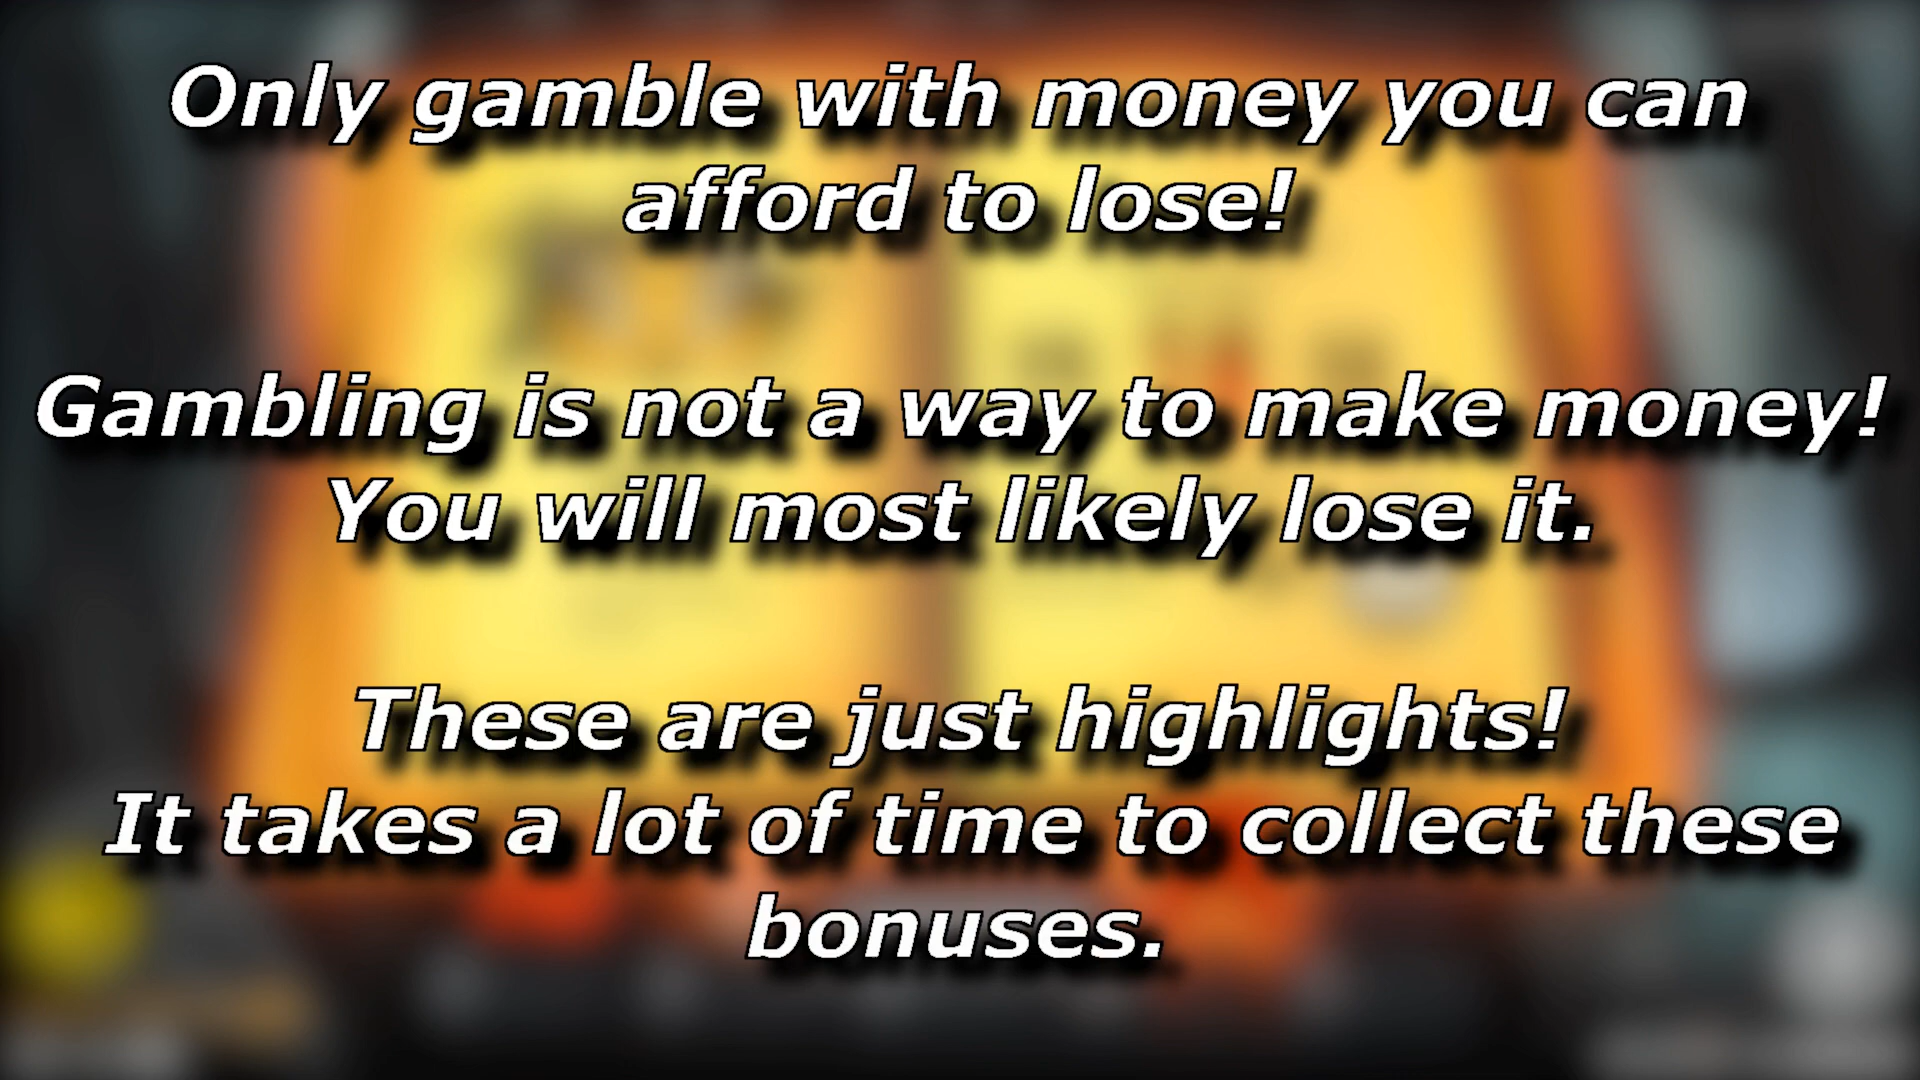 Only gamble with money you can
afford to lose!
Gambling is not a way to make money!
You will most likely lose it.
These are just highlights!
It takes a lot of time to collect these
bonuses.